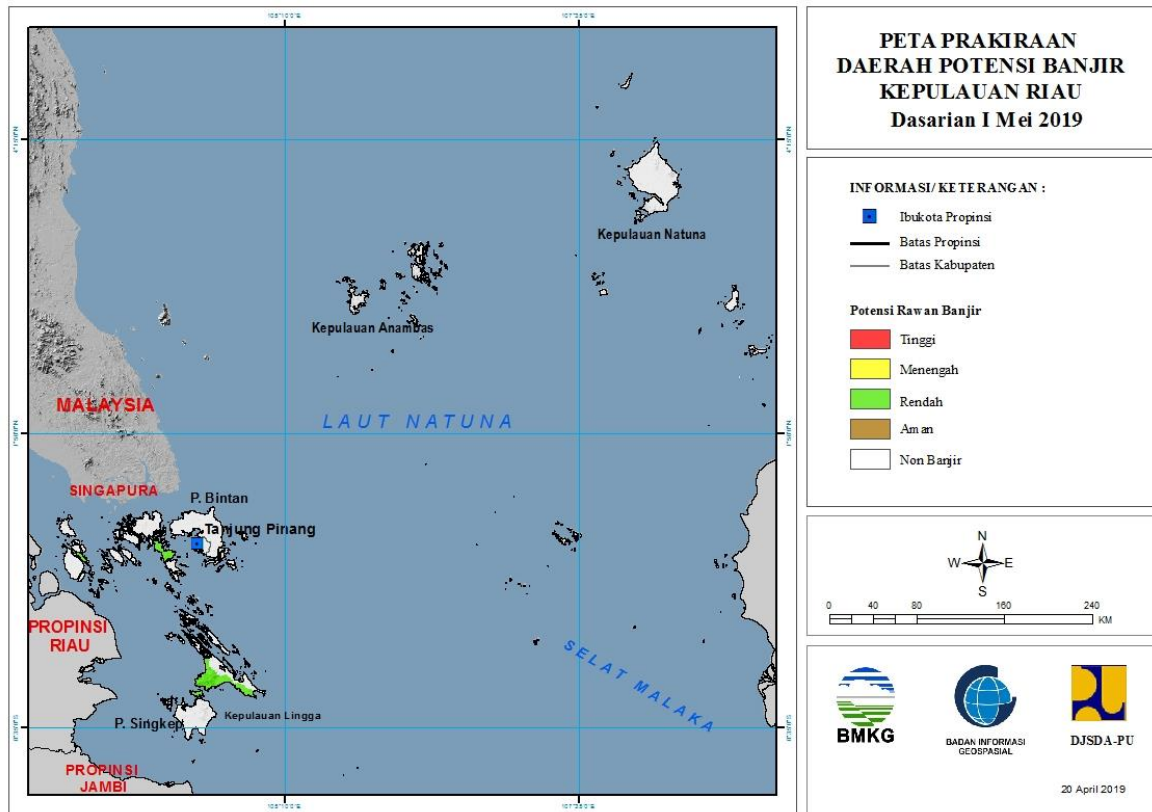 PETA PRAKIRAAN
DAERAH POTENSI BANJIR
KEPULAUAN RIAU
Dasarian I Mei 2019
INFORMASI/ KETERANGAN :
Ibukota Propinsi
Batas Propinsi
Batas Kabupaten
Potensi Rawan Banjir
Tinggi
Menengah
Rendah
Aman
Non Banjir
N
W E
S
0 40 80 160 240
KM
BMKG
BADAN INFORMASI
GEOSPASIAL
DJSDA-PU
20 April 2019
Kepulauan Natuna
Kepulauan Anambas
MALAYSIA
LAUT NATUNA
SINGAPURA
P. Bintan
Tanjung Pinang
PROPINSI
RIAU
SELAT MALAKA
P. Singkep
Kepulauan Lingga
PROPINSI
JAMBI